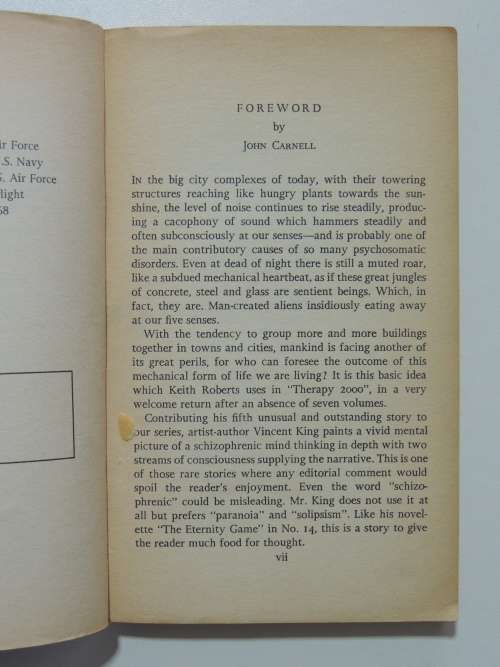 ir Force
.S. Navy
S. Air Force
light
68
FOREWORD
by
JOHN CARNELL
IN the big city complexes of today, with their towering
structures reaching like hungry plants towards the sun-
shine, the level of noise continues to rise steadily, produc-
ing a cacophony of sound which hammers steadily and
often subconsciously at our senses—and is probably one of
the main contributory causes of so many psychosomatic
disorders. Even at dead of night there is still a muted roar,
like a subdued mechanical heartbeat, as if these great jungles
of concrete, steel and glass are sentient beings. Which, in
fact, they are. Man-created aliens insidiously eating away
at our five senses.
With the tendency to group more and more buildings
together in towns and cities, mankind is facing another of
its great perils, for who can foresee the outcome of this
mechanical form of life we are living? It is this basic idea
which Keith Roberts uses in "Therapy 2000", in a very
welcome return after an absence of seven volumes.
Contributing his fifth unusual and outstanding story to
our series, artist-author Vincent King paints a vivid mental
picture of a schizophrenic mind thinking in depth with two
streams of consciousness supplying the narrative. This is one
of those rare stories where any editorial comment would
spoil the reader's enjoyment. Even the word "schizo-
phrenic" could be misleading. Mr. King does not use it at
all but prefers "paranoia" and "solipsism". Like his novel-
ette "The Eternity Game" in No. 14, this is a story to give
the reader much food for thought.
vii